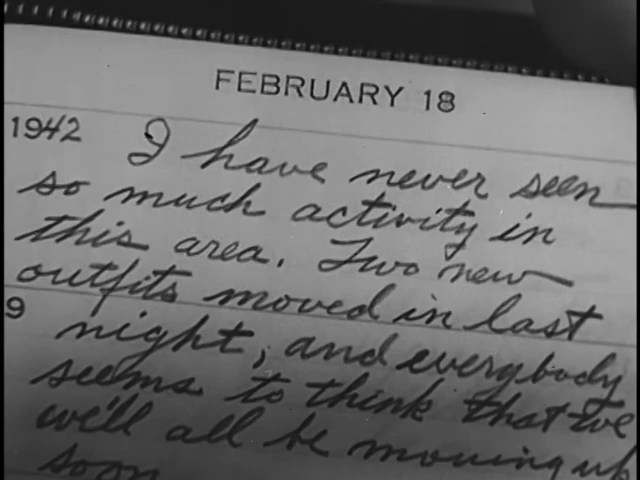 FEBRUARY 18
1942 I have never seen
so much activity in
this area. Two new
outfits moved in last
9 night, and everybody
seems to think that we
we'll all be moving up
soon